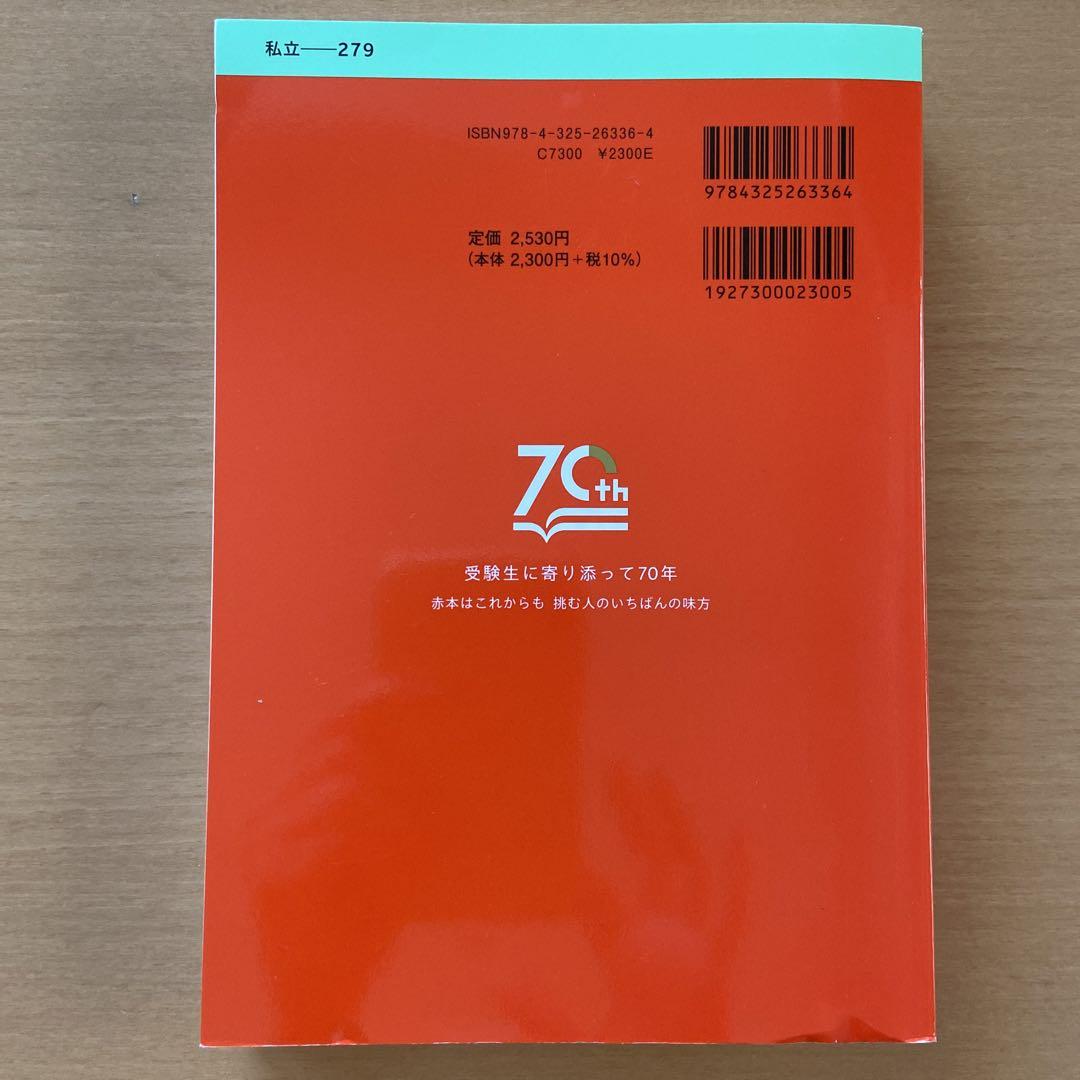 私立――279
ISBN978-4-325-26336-4
C7300 ¥2300E
9784325263364
定価 2,530円
(本体 2,300円+税10%)
1927300023005
70th
受験生に寄り添って70年
赤本はこれからも 挑む人のいちばんの味方